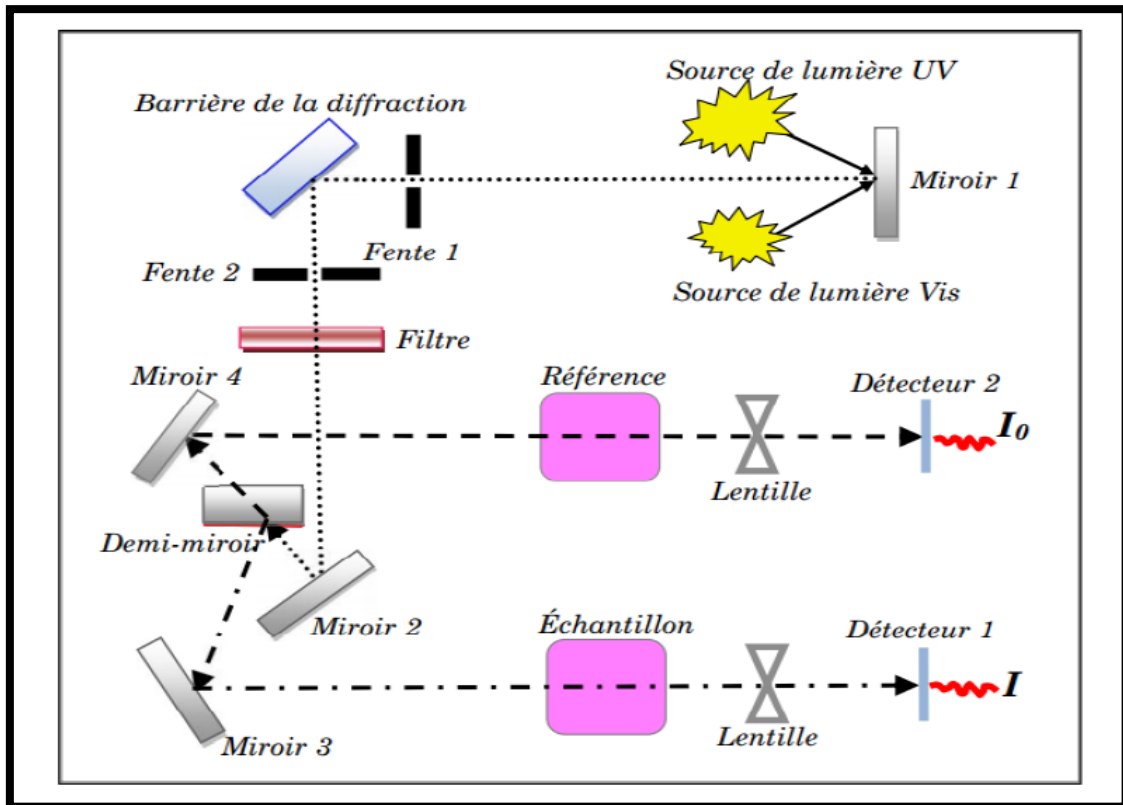 Source de lumière UV
Barrière de la diffraction
Miroir 1
Fente 1
Fente 2
Source de lumière Vis
Filtre
Miroir 4
Référence
Détecteur 2
I0
Lentille
Demi-miroir
Miroir 2
Échantillon
Détecteur 1
I
Lentille
Miroir 3